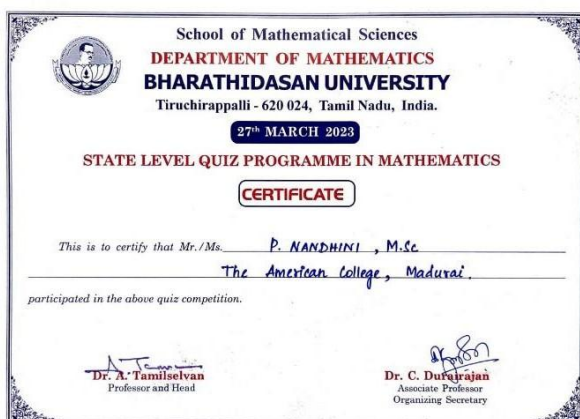 School of Mathematical Sciences
DEPARTMENT OF MATHEMATICS
BHARATHIDASAN UNIVERSITY
Tiruchirappalli - 620 024, Tamil Nadu, India.
27th MARCH 2023
STATE LEVEL QUIZ PROGRAMME IN MATHEMATICS
CERTIFICATE
This is to certify that Mr./Ms. P. NANDHINI, M.Sc
The American College, Madurai.
participated in the above quiz competition.
Dr. A. Tamilselvan
Professor and Head
Dr. C. Durairajan
Associate Professor
Organizing Secretary